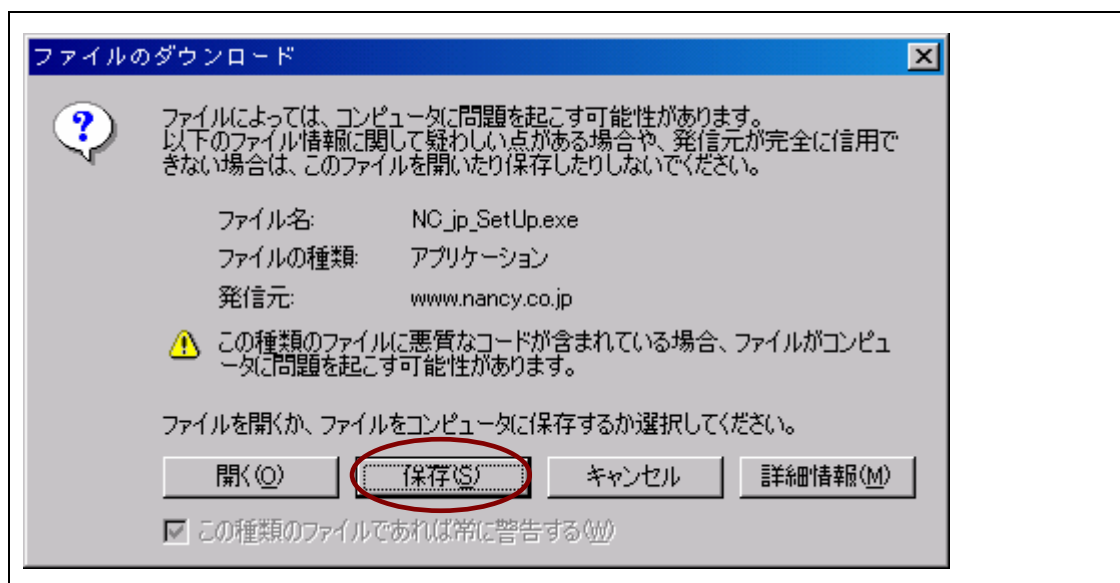 ファイルのダウンロード
ファイルによっては、コンピュータに問題を起こす可能性があります。
以下のファイル情報に関して疑わしい点がある場合や、発信元が完全に信用で
きない場合は、このファイルを開いたり保存したりしないでください。
ファイル名: NC_jp_SetUp.exe
ファイルの種類: アプリケーション
発信元: www.nancy.co.jp
この種類のファイルに悪質なコードが含まれている場合、ファイルがコンピュ
ータに問題を起こす可能性があります。
ファイルを開くか、ファイルをコンピュータに保存するか選択してください。
開く(O) 保存(S) キャンセル 詳細情報(M)
この種類のファイルであれば常に警告する(W)